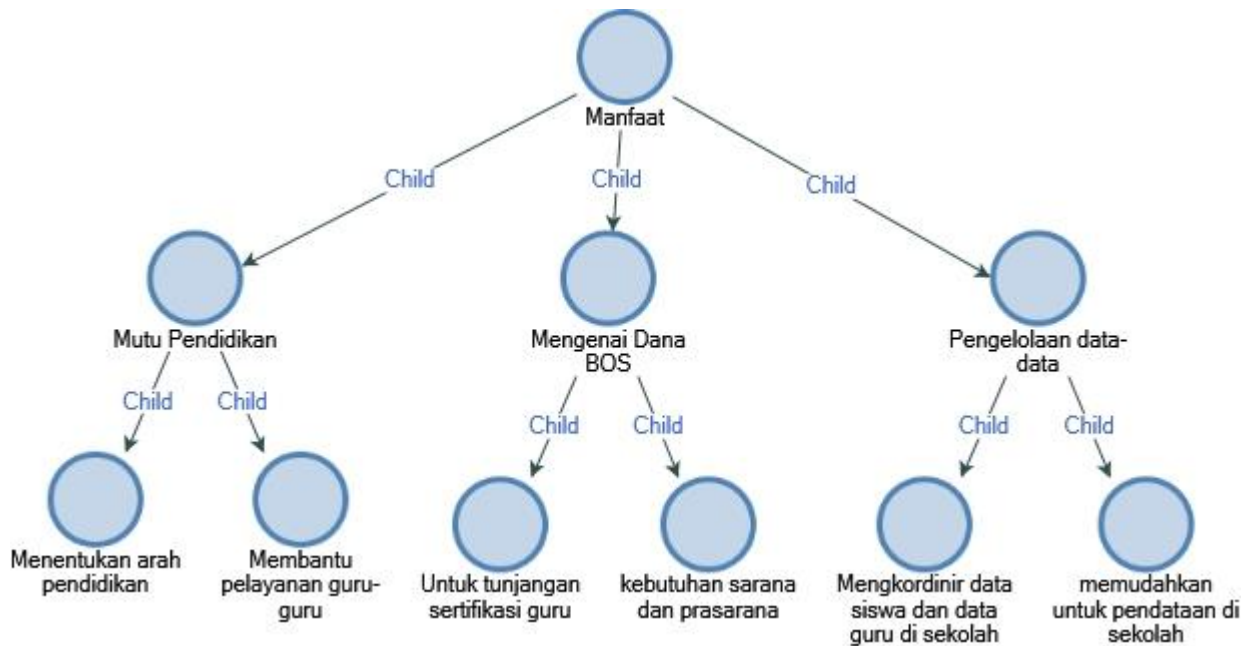 Manfaat
Child
Child
Child
Mutu Pendidikan
Mengenai Dana
BOS
Pengelolaan data-
data
Child
Child
Child
Child
Child
Child
Menentukan arah
pendidikan
Membantu
pelayanan guru-
guru
Untuk tunjangan
sertifikasi guru
kebutuhan sarana
dan prasarana
Mengkordinir data
siswa dan data
guru di sekolah
memudahkan
untuk pendataan di
sekolah